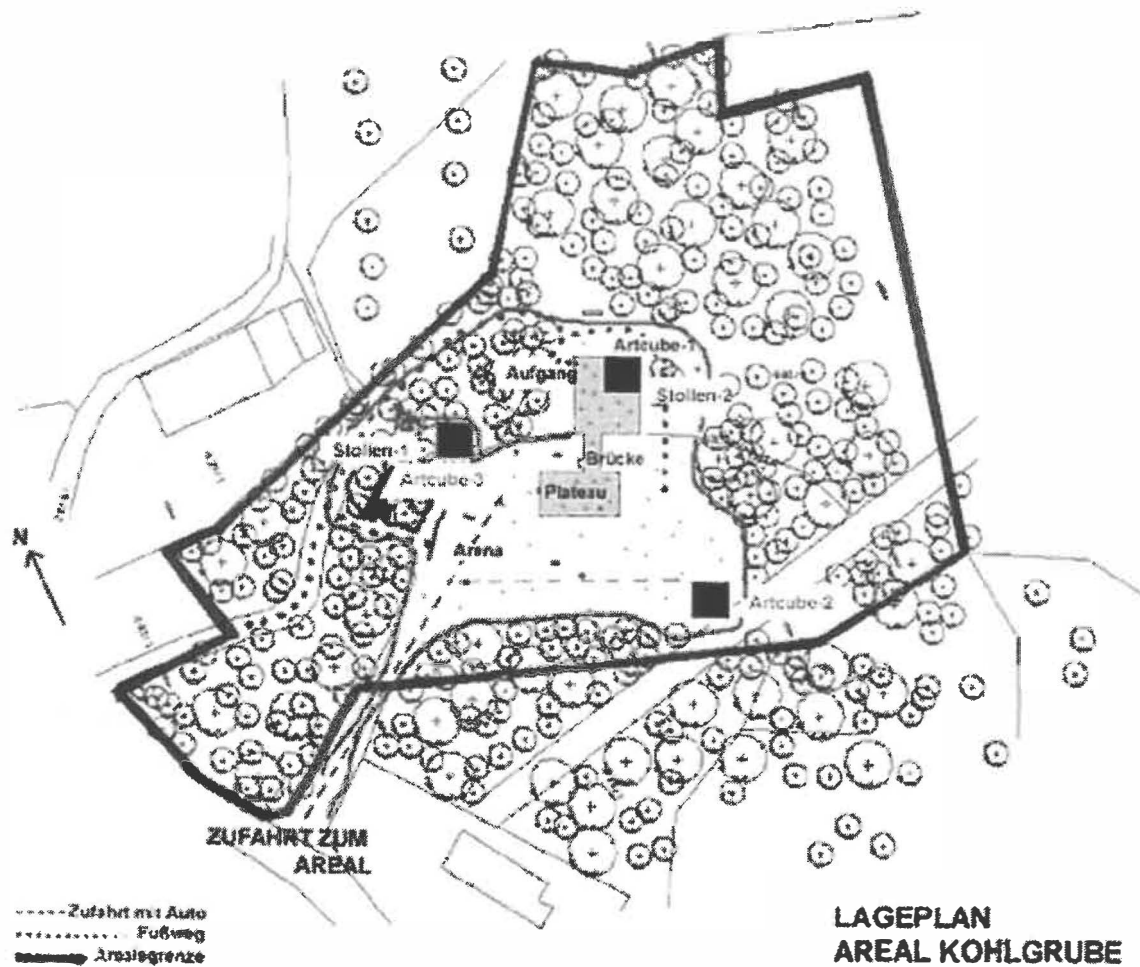 Artcube-1
Aufgang
Stollen-2
Stollen-1
Brücke
Artcube-3
Plateau
N
Arena
Artcube-2
ZUFAHRT ZUM
AREAL
Zufahrt mit Auto
Fußweg
Arealsgrenze
LAGEPLAN
AREAL KOHLGRUBE